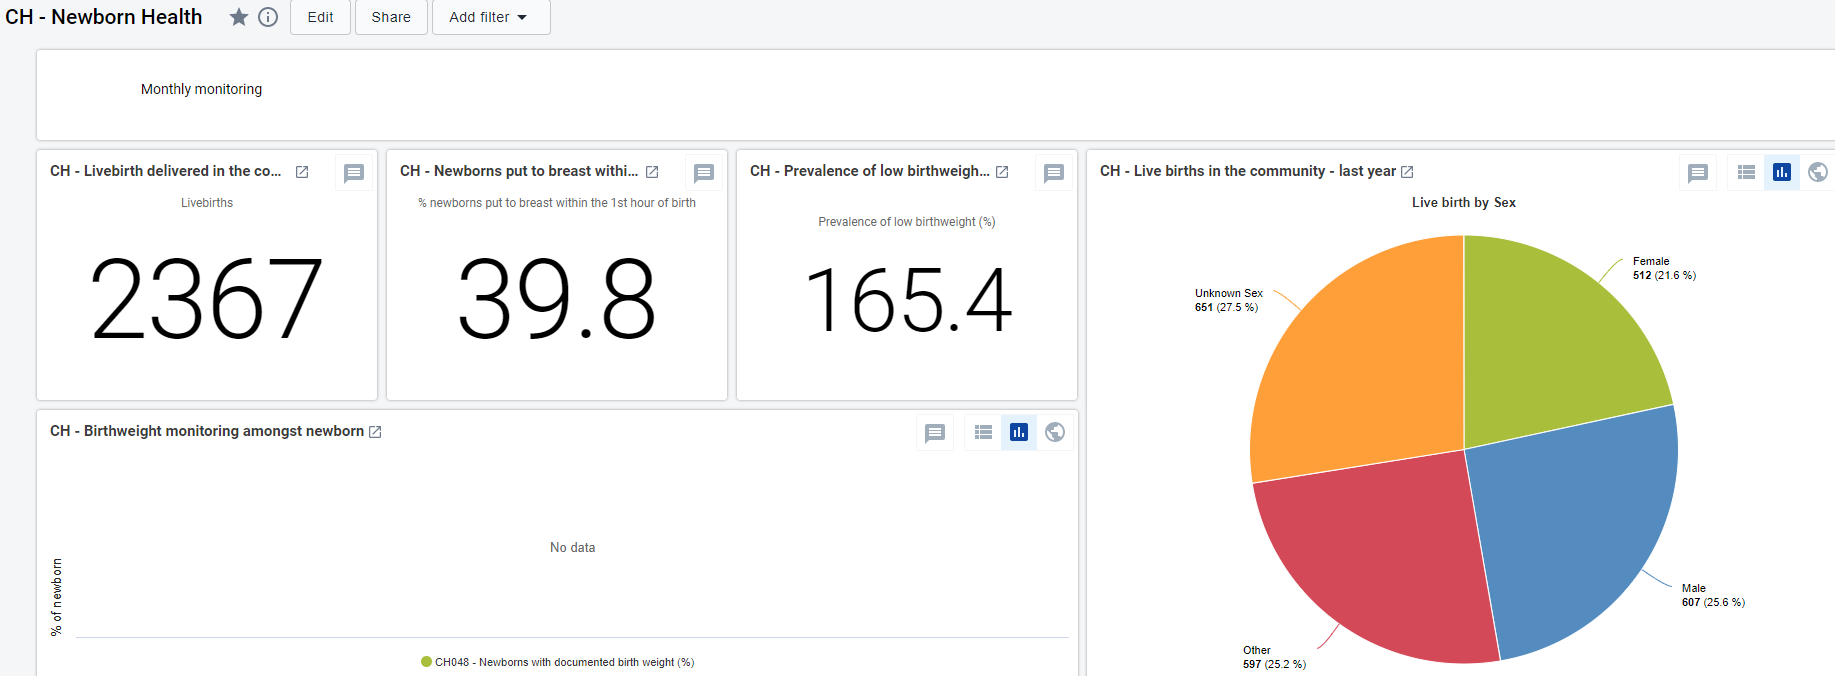 CH - Newborn Health
Edit
Share
Add filter
Monthly monitoring
CH - Livebirth delivered in the co...
Livebirths
2367
CH - Newborns put to breast withi...
% newborns put to breast within the 1st hour of birth
39.8
CH - Prevalence of low birthweigh...
Prevalence of low birthweight (%)
165.4
CH - Live births in the community - last year
Live birth by Sex
Female
512 (21.6 %)
Unknown Sex
651 (27.5 %)
Male
607 (25.6 %)
Other
597 (25.2 %)
CH - Birthweight monitoring amongst newborn
No data
% of newborn
CH048 - Newborns with documented birth weight (%)